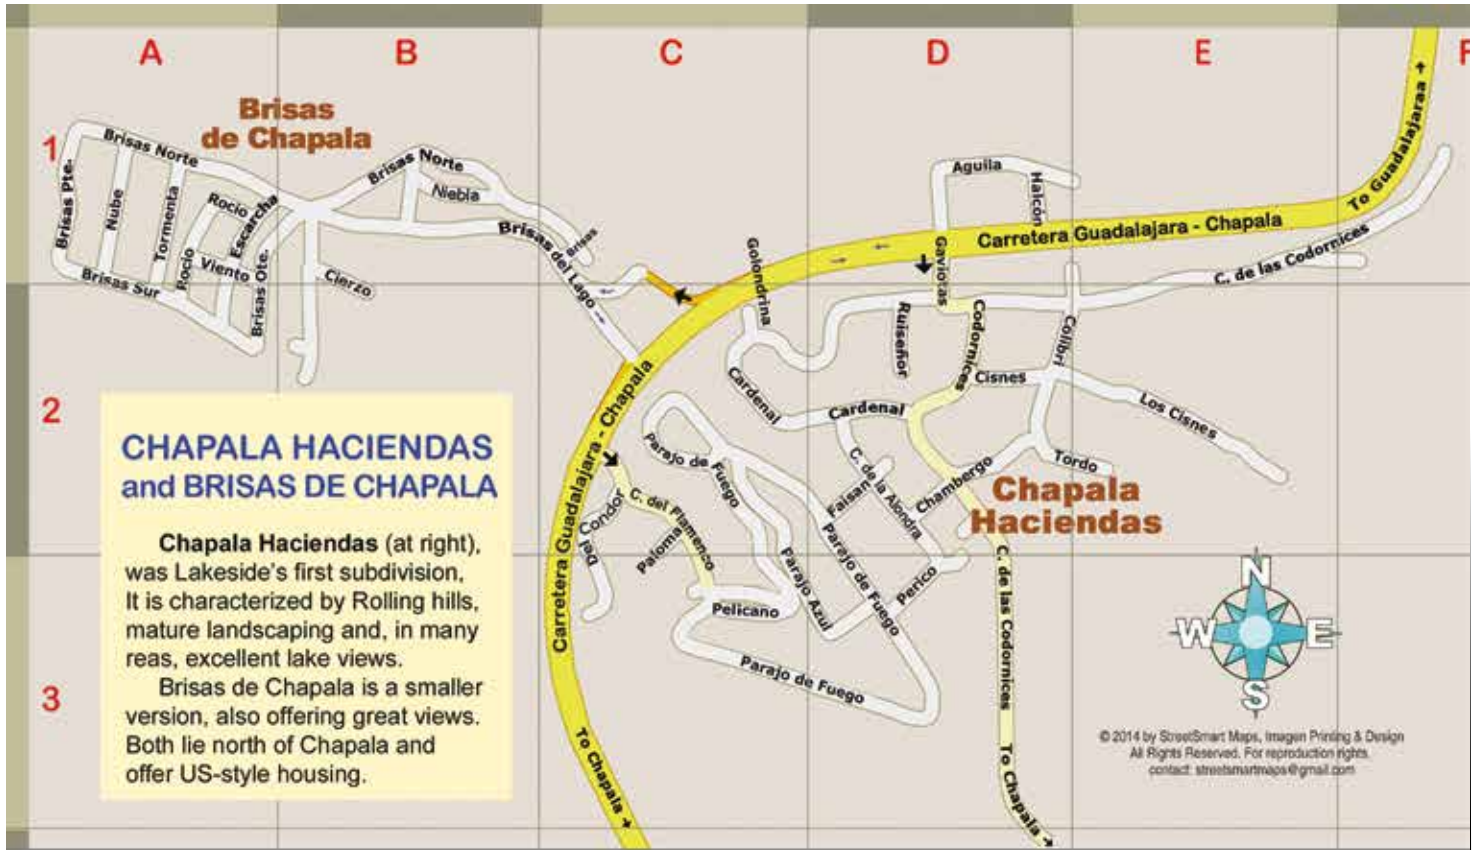 A
B
C
D
E
F
1
2
3
Brisas
de Chapala
Brisas Norte
Brisas Pte.
Nube
Tormenta
Rocio
Escarcha
Rocio
Viento
Brisas Ote.
Brisas Sur
Cierzo
Brisas Norte
Niebla
Brisas del Lago
Brisas
Golondrina
Aguila
Halcón
Gaviotas
Carretera Guadalajara - Chapala
To Guadalajaraa
C. de las Codornices
Ruiseñor
Codornices
Colibri
Cisnes
Los Cisnes
Cardenal
Cardenal
Carretera Guadalajara - Chapala
Parajo de Fuego
C. de la Alondra
Faisan
Chambergo
Tordo
Chapala
Haciendas
C. del Flamenco
Del Condor
Paloma
Parajo de Fuego
Parajo Azul
Perico
Pelicano
Parajo de Fuego
C. de las Codornices
To Chapala
To Chapala
CHAPALA HACIENDAS
and BRISAS DE CHAPALA
Chapala Haciendas (at right),
was Lakeside's first subdivision,
It is characterized by Rolling hills,
mature landscaping and, in many
reas, excellent lake views.
Brisas de Chapala is a smaller
version, also offering great views.
Both lie north of Chapala and
offer US-style housing.
N
W E
S
© 2014 by StreetSmart Maps, Imagen Printing & Design
All Rights Reserved. For reproduction rights,
contact: streetsmartmaps@gmail.com